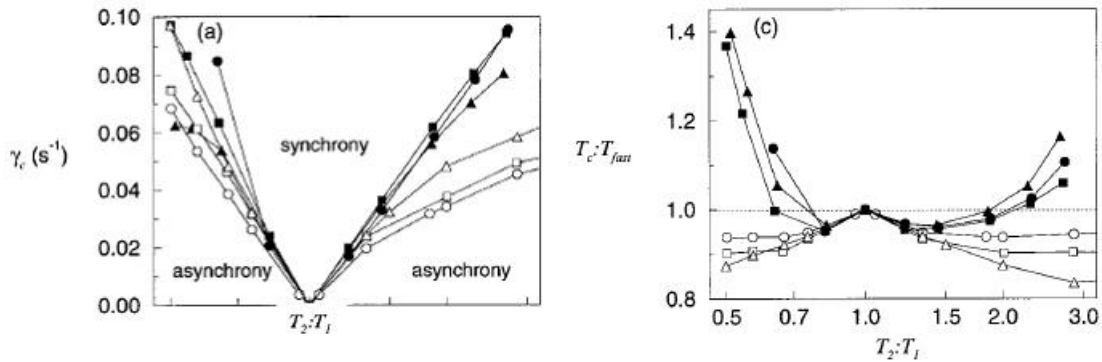 (a)
0.10
0.08
0.06
0.04
0.02
0.00
γc (s⁻¹)
synchrony
asynchrony
asynchrony
T2:T1
(c)
1.4
1.2
1.0
0.8
Tc:Tfast
0.5 0.7 1.0 1.5 2.0 3.0
T2:T1